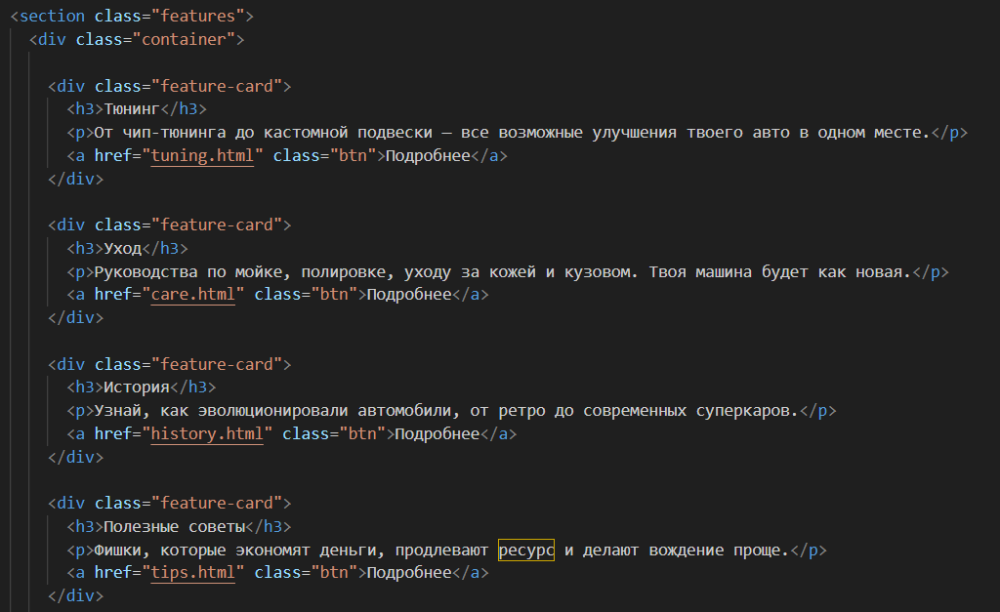 <section class="features">
<div class="container">
<div class="feature-card">
<h3>Тюнинг</h3>
<p>От чип-тюнинга до кастомной подвески — все возможные улучшения твоего авто в одном месте.</p>
<a href="tuning.html" class="btn">Подробнее</a>
</div>
<div class="feature-card">
<h3>Уход</h3>
<p>Руководства по мойке, полировке, уходу за кожей и кузовом. Твоя машина будет как новая.</p>
<a href="care.html" class="btn">Подробнее</a>
</div>
<div class="feature-card">
<h3>История</h3>
<p>Узнай, как эволюционировали автомобили, от ретро до современных суперкаров.</p>
<a href="history.html" class="btn">Подробнее</a>
</div>
<div class="feature-card">
<h3>Полезные советы</h3>
<p>Фишки, которые экономят деньги, продлевают ресурс и делают вождение проще.</p>
<a href="tips.html" class="btn">Подробнее</a>
</div>